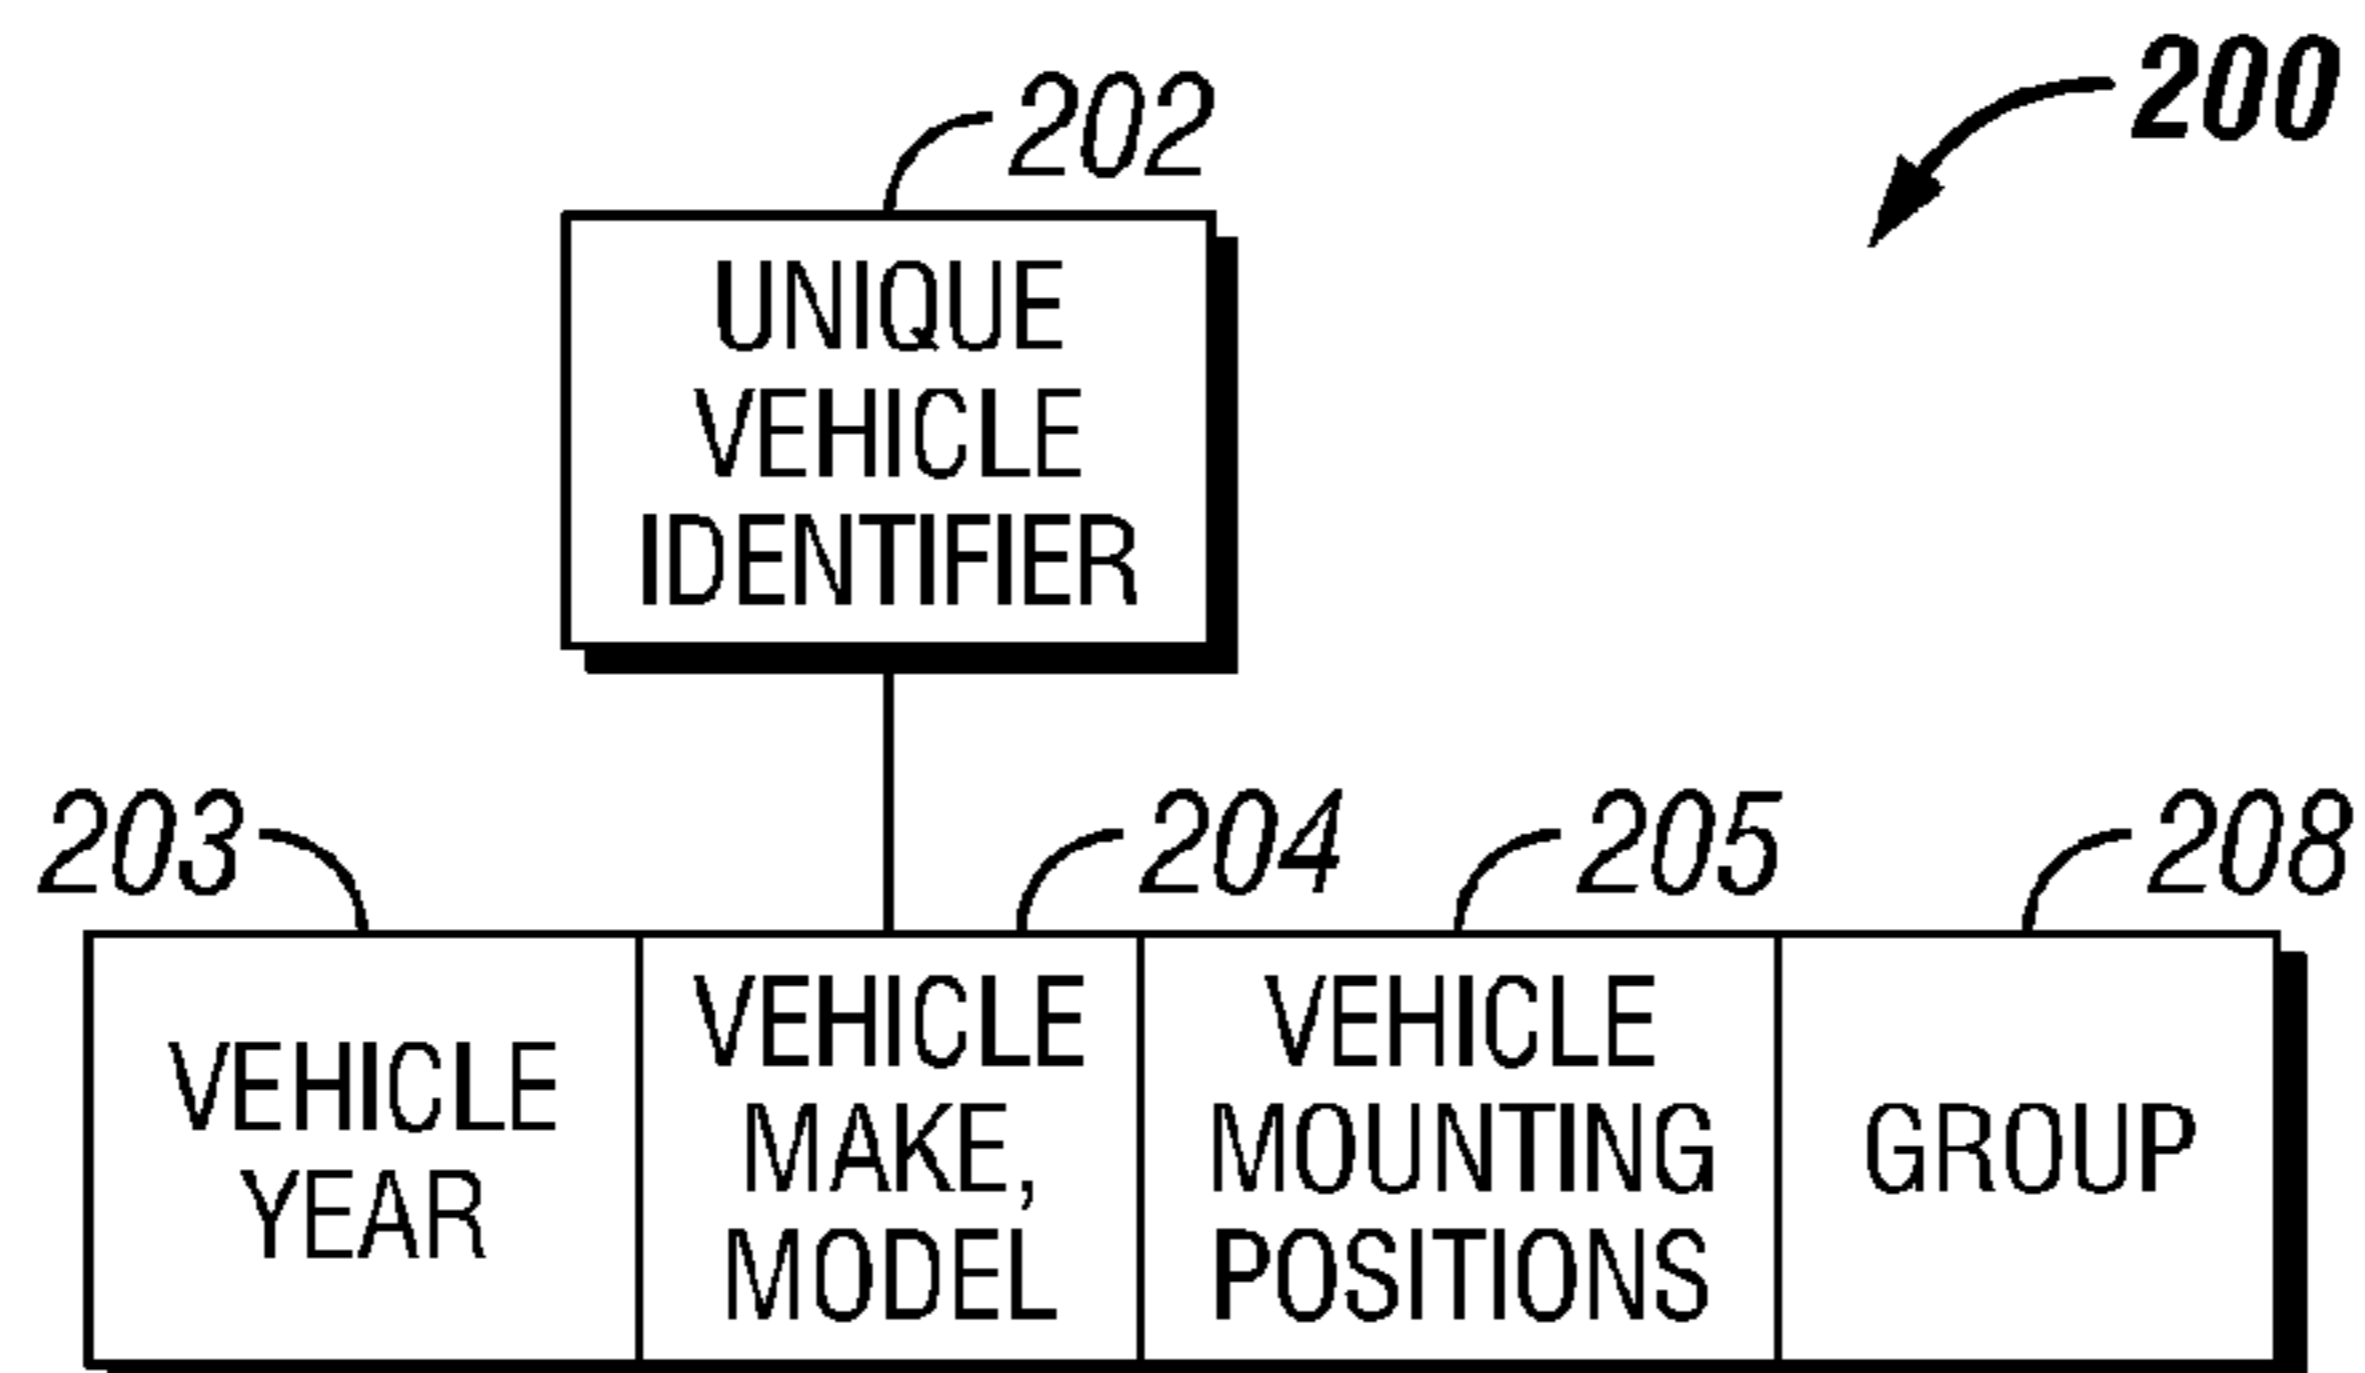 200
202
UNIQUE
VEHICLE
IDENTIFIER
203
204
205
208
VEHICLE
YEAR
VEHICLE
MAKE,
MODEL
VEHICLE
MOUNTING
POSITIONS
GROUP